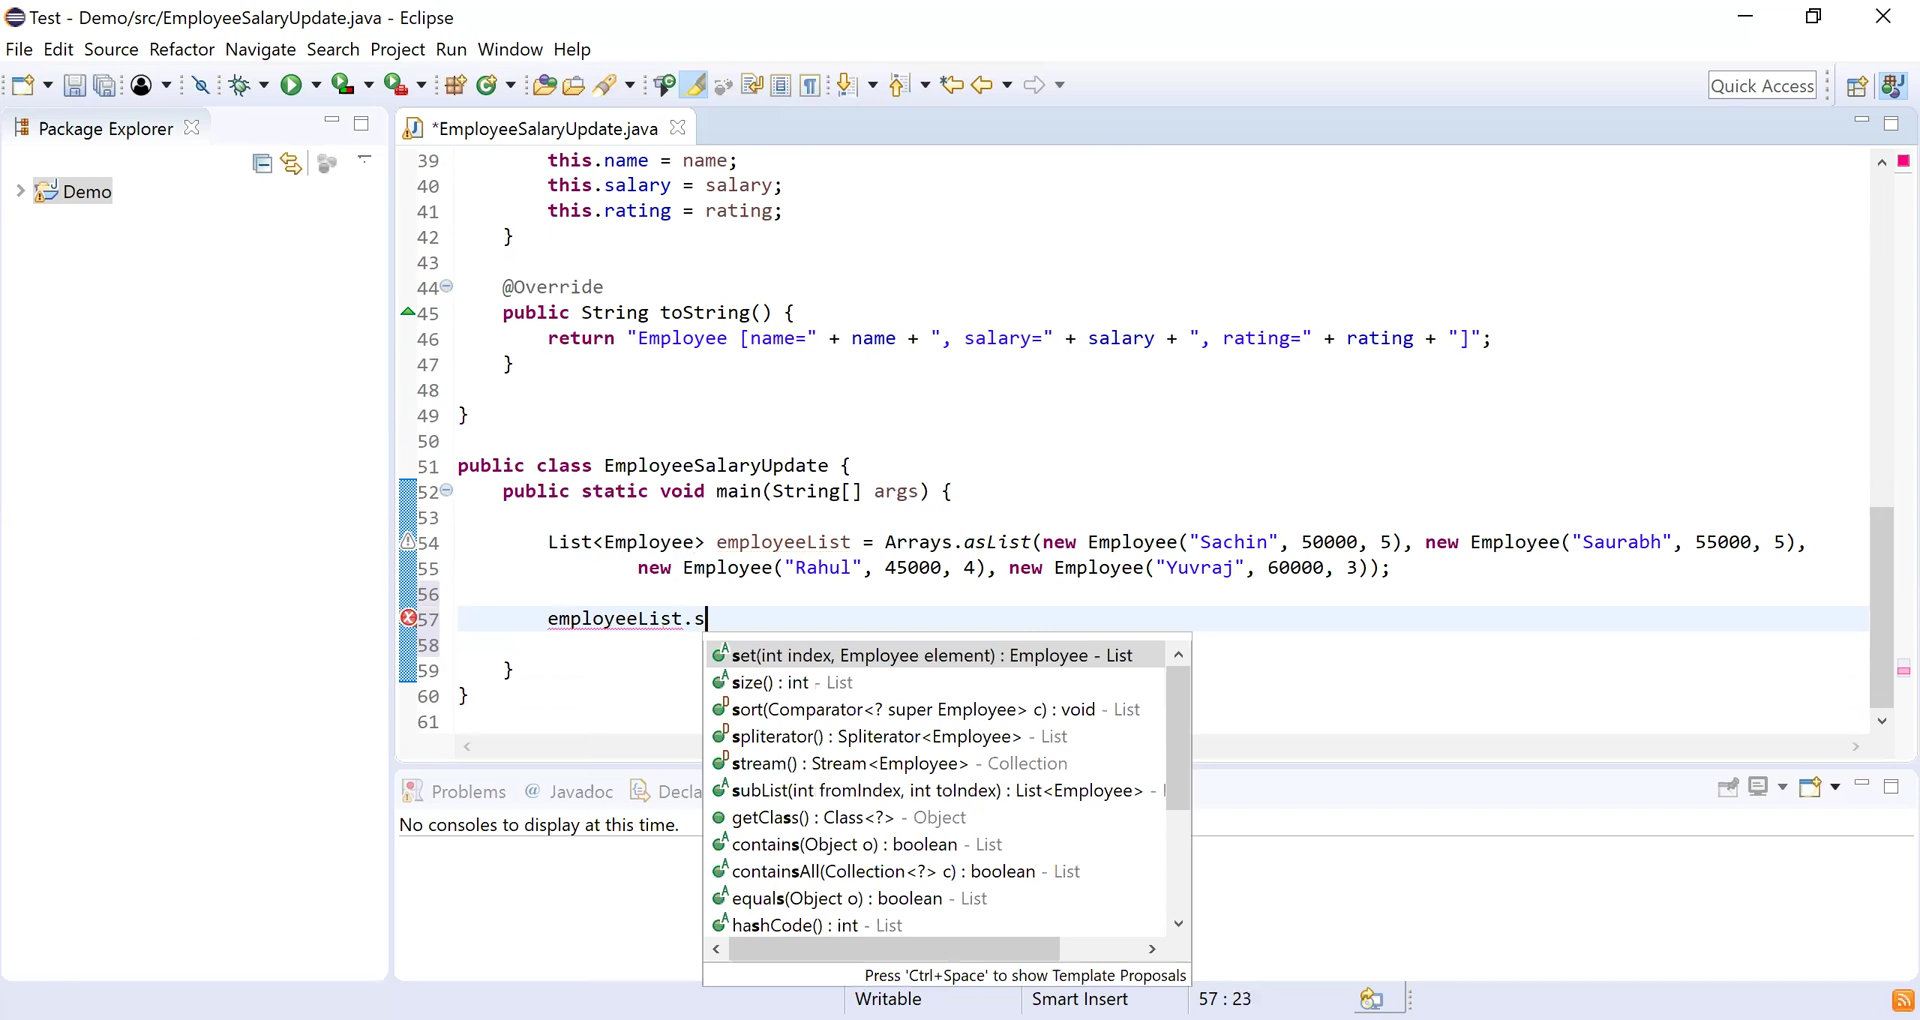 Test - Demo/src/EmployeeSalaryUpdate.java - Eclipse
File Edit Source Refactor Navigate Search Project Run Window Help
Quick Access
Package Explorer
*EmployeeSalaryUpdate.java
Demo
39 this.name = name;
40 this.salary = salary;
41 this.rating = rating;
42 }
43
44 @Override
45 public String toString() {
46 return "Employee [name=" + name + ", salary=" + salary + ", rating=" + rating + "]";
47 }
48
49 }
50
51 public class EmployeeSalaryUpdate {
52 public static void main(String[] args) {
53
54 List<Employee> employeeList = Arrays.asList(new Employee("Sachin", 50000, 5), new Employee("Saurabh", 55000, 5),
55 new Employee("Rahul", 45000, 4), new Employee("Yuvraj", 60000, 3));
56
57 employeeList.s
58
59 }
60 }
61
set(int index, Employee element) : Employee - List
size() : int - List
sort(Comparator<? super Employee> c) : void - List
spliterator() : Spliterator<Employee> - List
stream() : Stream<Employee> - Collection
subList(int fromIndex, int toIndex) : List<Employee> -
getClass() : Class<?> - Object
contains(Object o) : boolean - List
containsAll(Collection<?> c) : boolean - List
equals(Object o) : boolean - List
hashCode() : int - List
Press 'Ctrl+Space' to show Template Proposals
Problems @ Javadoc Decla
No consoles to display at this time.
Writable Smart Insert 57 : 23